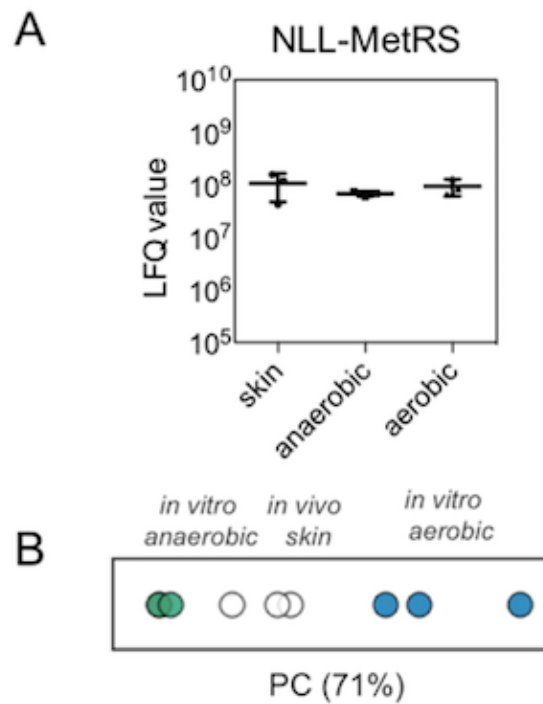 A
NLL-MetRS
LFQ value
10^10
10^9
10^8
10^7
10^6
10^5
skin
anaerobic
aerobic
B
in vitro
anaerobic
in vivo
skin
in vitro
aerobic
PC (71%)